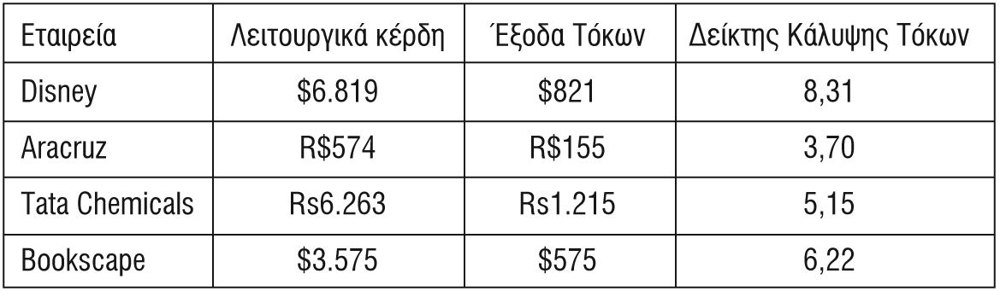 Εταιρεία Λειτουργικά κέρδη Έξοδα Τόκων Δείκτης Κάλυψης Τόκων
Disney $6.819 $821 8,31
Aracruz R$574 R$155 3,70
Tata Chemicals Rs6.263 Rs1.215 5,15
Bookscape $3.575 $575 6,22